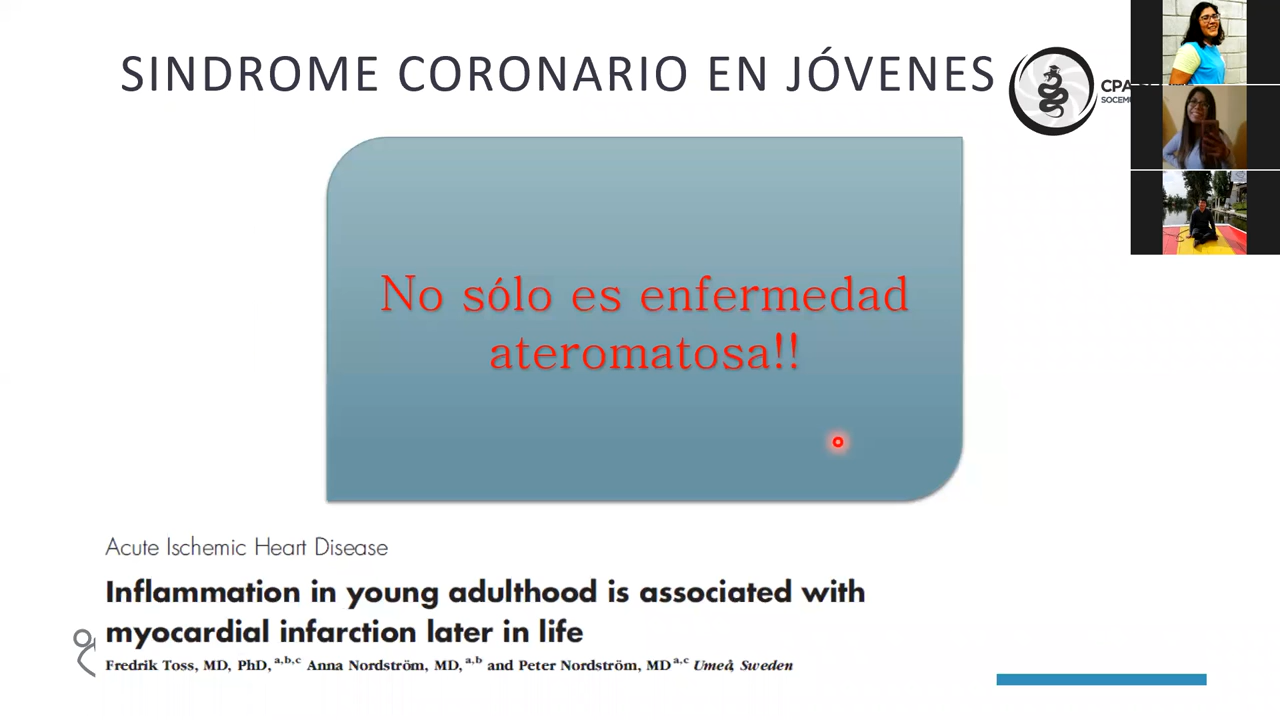 SINDROME CORONARIO EN JÓVENES
No sólo es enfermedad
ateromatosa!!
Acute Ischemic Heart Disease
Inflammation in young adulthood is associated with
myocardial infarction later in life
Fredrik Toss, MD, PhD,a,b,c Anna Nordström, MD,a,b and Peter Nordström, MDa,c Umeå, Sweden